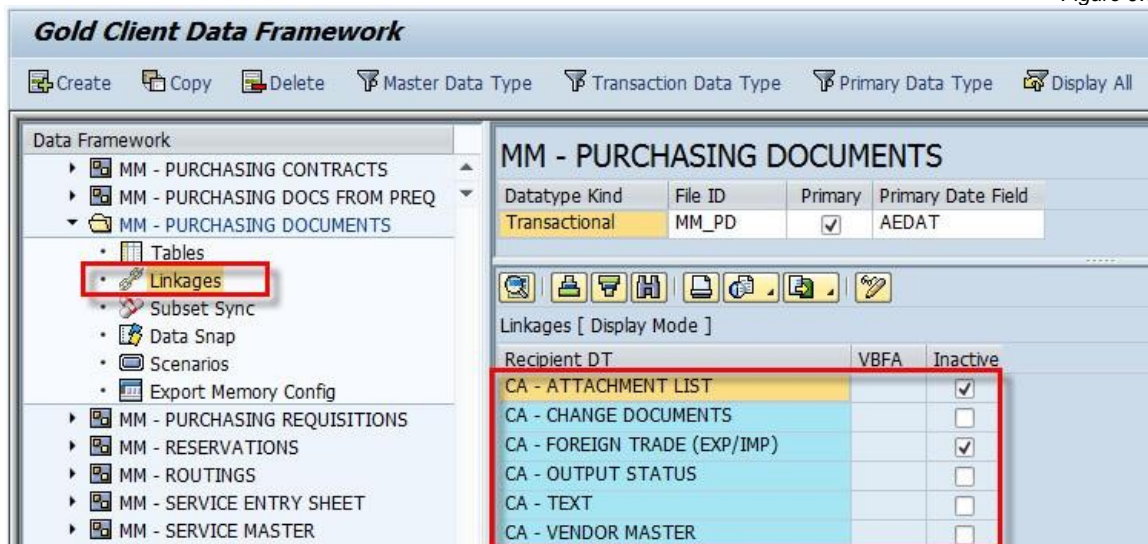 Gold Client Data Framework
Create Copy Delete Master Data Type Transaction Data Type Primary Data Type Display All
Data Framework
MM - PURCHASING CONTRACTS
MM - PURCHASING DOCS FROM PREQ
MM - PURCHASING DOCUMENTS
Tables
Linkages
Subset Sync
Data Snap
Scenarios
Export Memory Config
MM - PURCHASING REQUISITIONS
MM - RESERVATIONS
MM - ROUTINGS
MM - SERVICE ENTRY SHEET
MM - SERVICE MASTER
MM - PURCHASING DOCUMENTS
Datatype Kind File ID Primary Primary Date Field
Transactional MM_PD AEDAT
Linkages [ Display Mode ]
Recipient DT VBFA Inactive
CA - ATTACHMENT LIST
CA - CHANGE DOCUMENTS
CA - FOREIGN TRADE (EXP/IMP)
CA - OUTPUT STATUS
CA - TEXT
CA - VENDOR MASTER